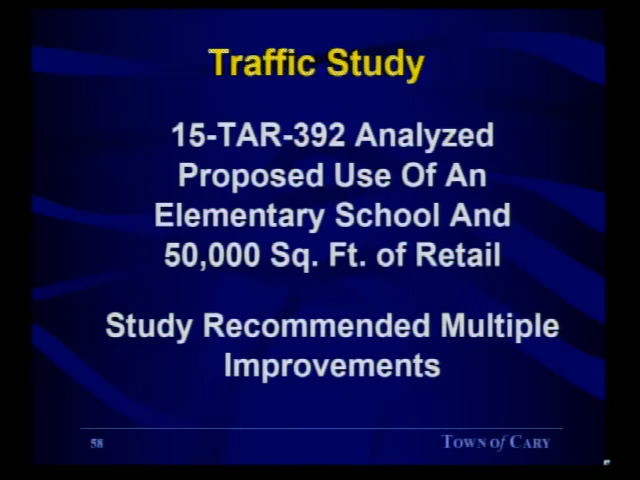 Traffic Study
15-TAR-392 Analyzed
Proposed Use Of An
Elementary School And
50,000 Sq. Ft. of Retail
Study Recommended Multiple
Improvements
58
TOWN of CARY